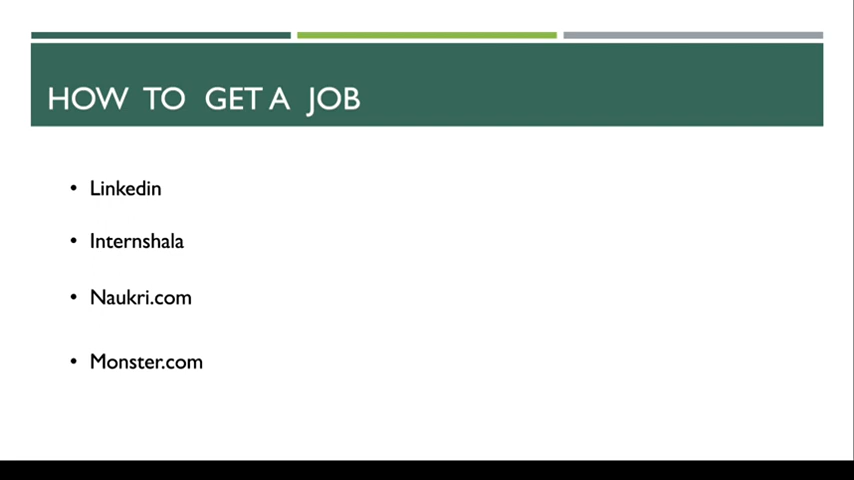 HOW TO GET A JOB
• Linkedin
• Internshala
• Naukri.com
• Monster.com